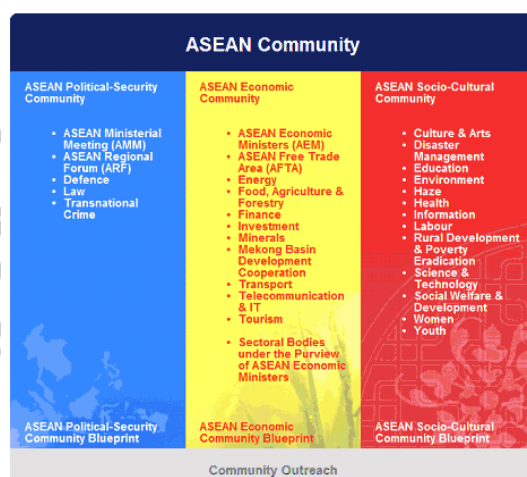 ASEAN Community
ASEAN Political-Security
Community
• ASEAN Ministerial
Meeting (AMM)
• ASEAN Regional
Forum (ARF)
• Defence
• Law
• Transnational
Crime
ASEAN Political-Security
Community Blueprint
ASEAN Economic
Community
• ASEAN Economic
Ministers (AEM)
• ASEAN Free Trade
Area (AFTA)
• Energy
• Food, Agriculture &
Forestry
• Finance
• Investment
• Minerals
• Mekong Basin
Development
Cooperation
• Transport
• Telecommunication
& IT
• Tourism
• Sectoral Bodies
under the Purview
of ASEAN Economic
Ministers
ASEAN Economic
Community Blueprint
ASEAN Socio-Cultural
Community
• Culture & Arts
• Disaster
Management
• Education
• Environment
• Haze
• Health
• Information
• Labour
• Rural Development
& Poverty
Eradication
• Science &
Technology
• Social Welfare &
Development
• Women
• Youth
ASEAN Socio-Cultural
Community Blueprint
Community Outreach